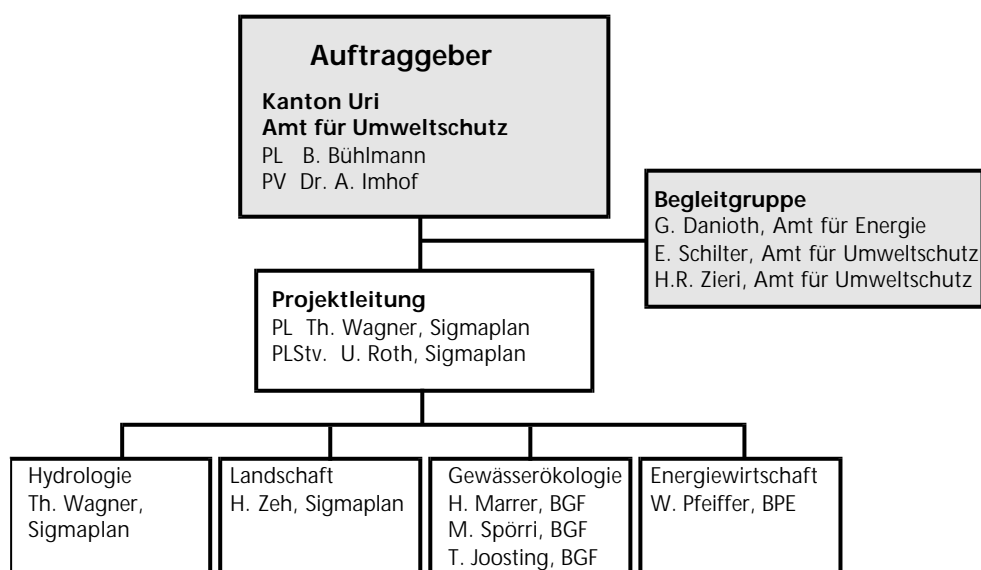 Auftraggeber
Kanton Uri
Amt für Umweltschutz
PL B. Bühlmann
PV Dr. A. Imhof
Begleitgruppe
G. Danioth, Amt für Energie
E. Schilter, Amt für Umweltschutz
H.R. Zieri, Amt für Umweltschutz
Projektleitung
PL Th. Wagner, Sigmaplan
PLStv. U. Roth, Sigmaplan
Hydrologie
Th. Wagner,
Sigmaplan
Landschaft
H. Zeh, Sigmaplan
Gewässerökologie
H. Marrer, BGF
M. Spörri, BGF
T. Joosting, BGF
Energiewirtschaft
W. Pfeiffer, BPE